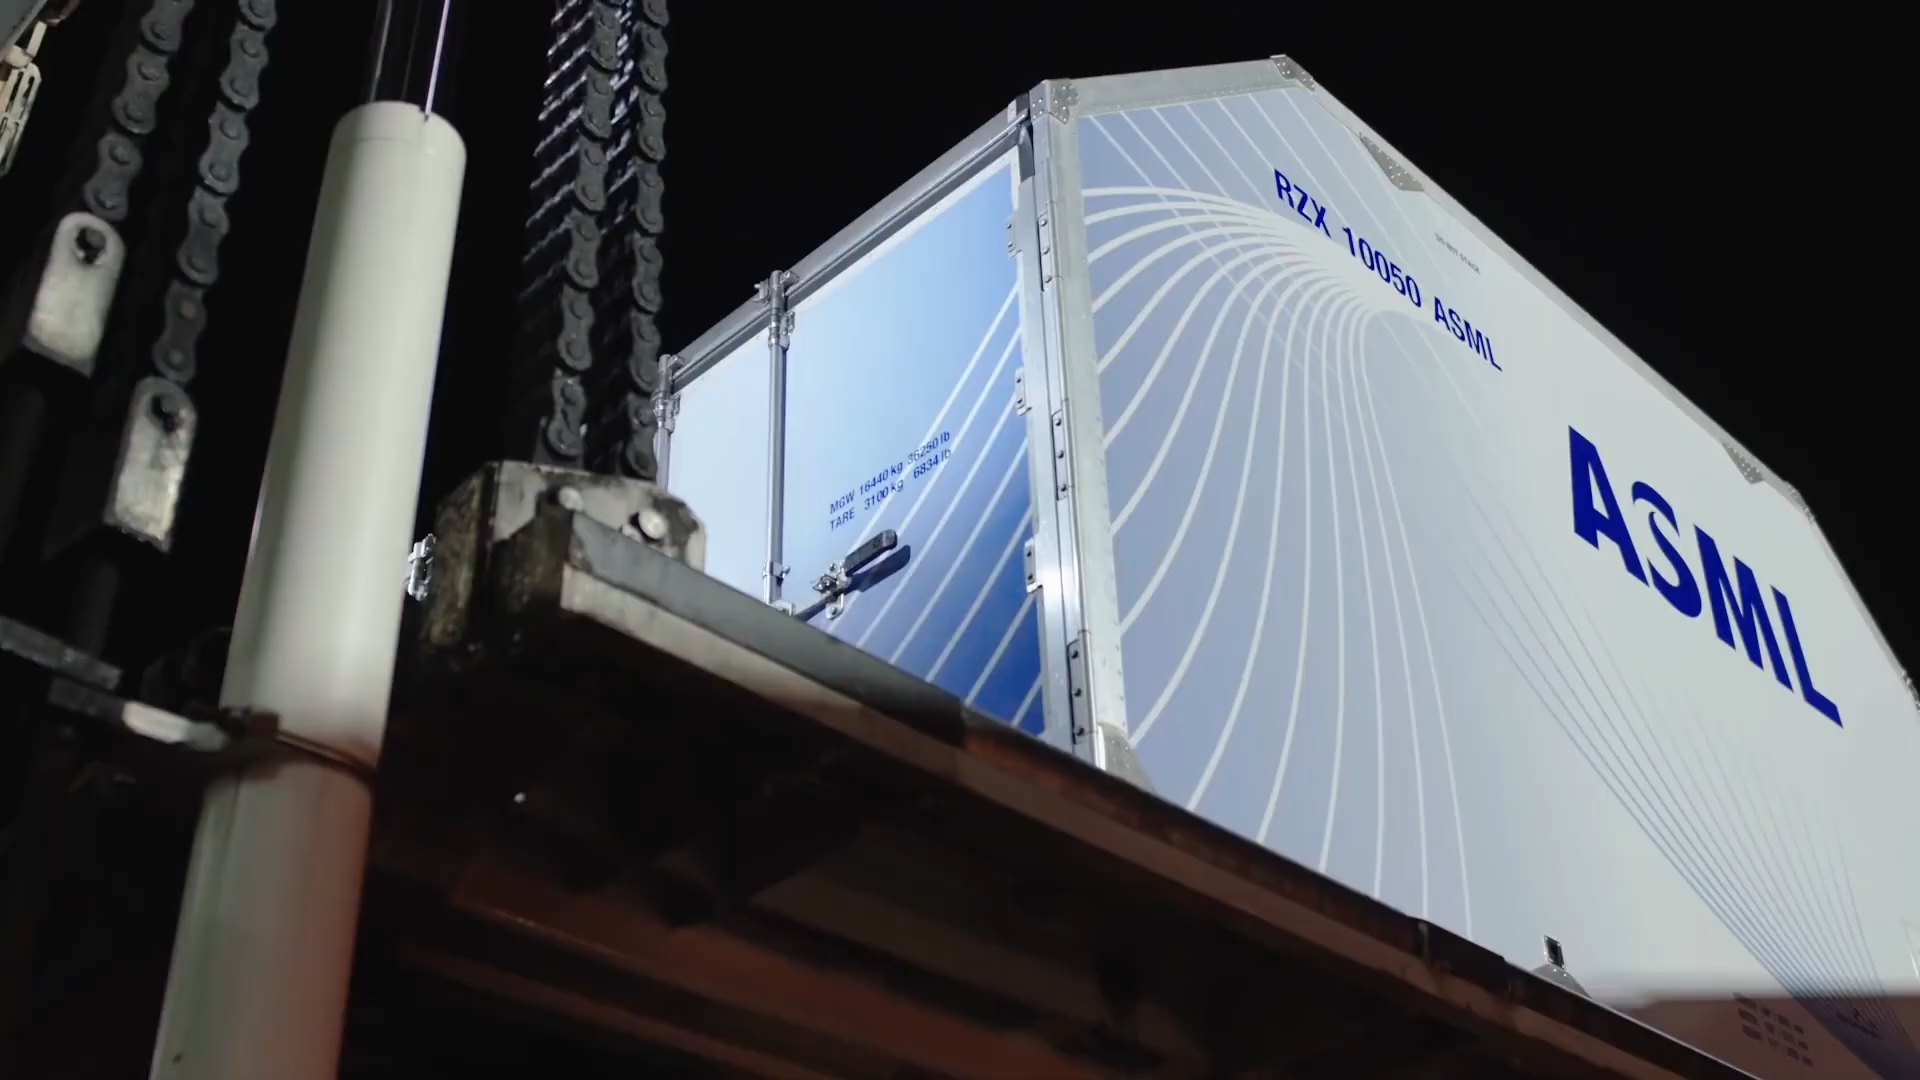 RZX 10050 ASML
ASML
MGW 16440 kg 36250 lb
TARE 3100 kg 6834 lb